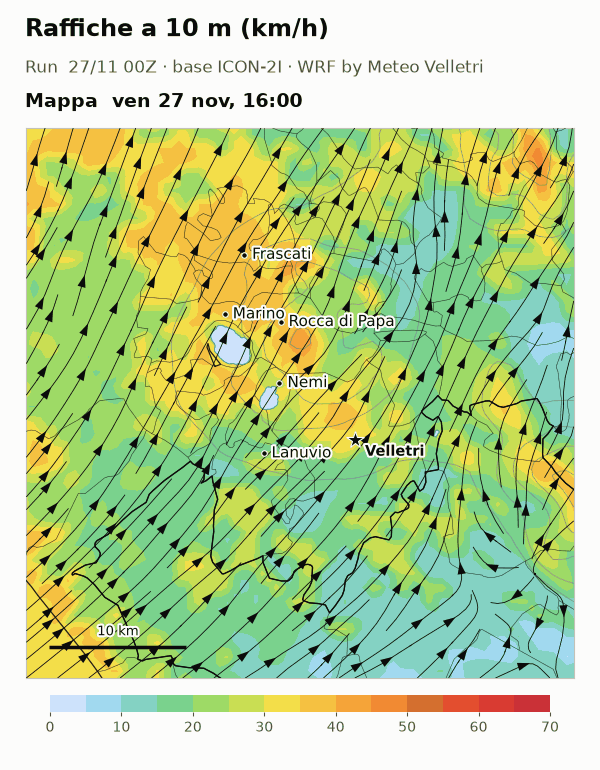 Raffiche a 10 m (km/h)
Run  27/11 00Z · base ICON-2I · WRF by Meteo Velletri
Mappa  ven 27 nov, 16:00
Frascati
Marino
Rocca di Papa
Nemi
Velletri
Lanuvio
10 km
0 10 20 30 40 50 60 70